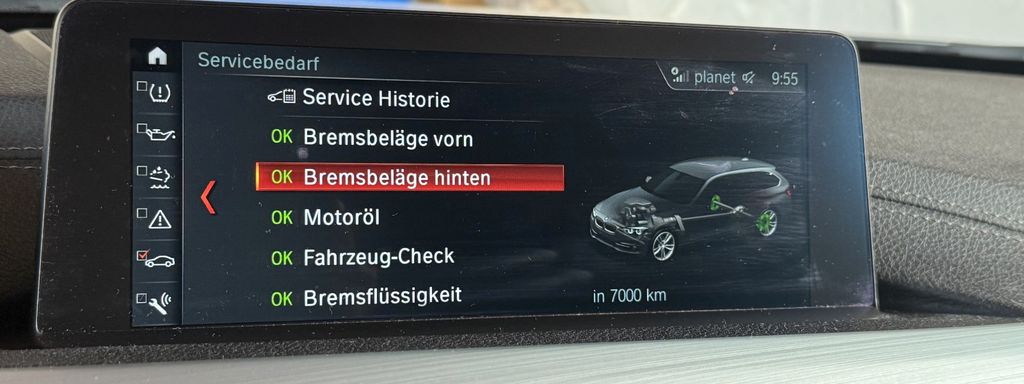 Servicebedarf
planet 9:55
Service Historie
OK Bremsbeläge vorn
OK Bremsbeläge hinten
OK Motoröl
OK Fahrzeug-Check
OK Bremsflüssigkeit
in 7000 km